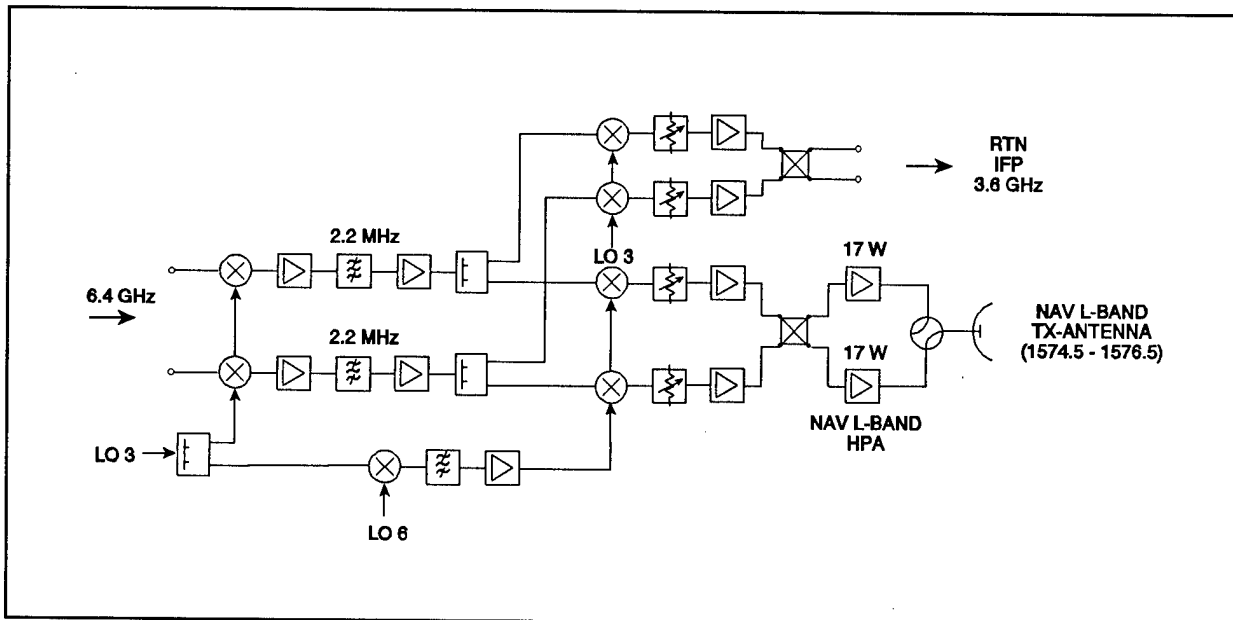 RTN
IFP
3.6 GHz
2.2 MHz
LO 3
17 W
6.4 GHz
NAV L-BAND
TX-ANTENNA
(1574.5 - 1576.5)
2.2 MHz
17 W
NAV L-BAND
HPA
LO 3
LO 6